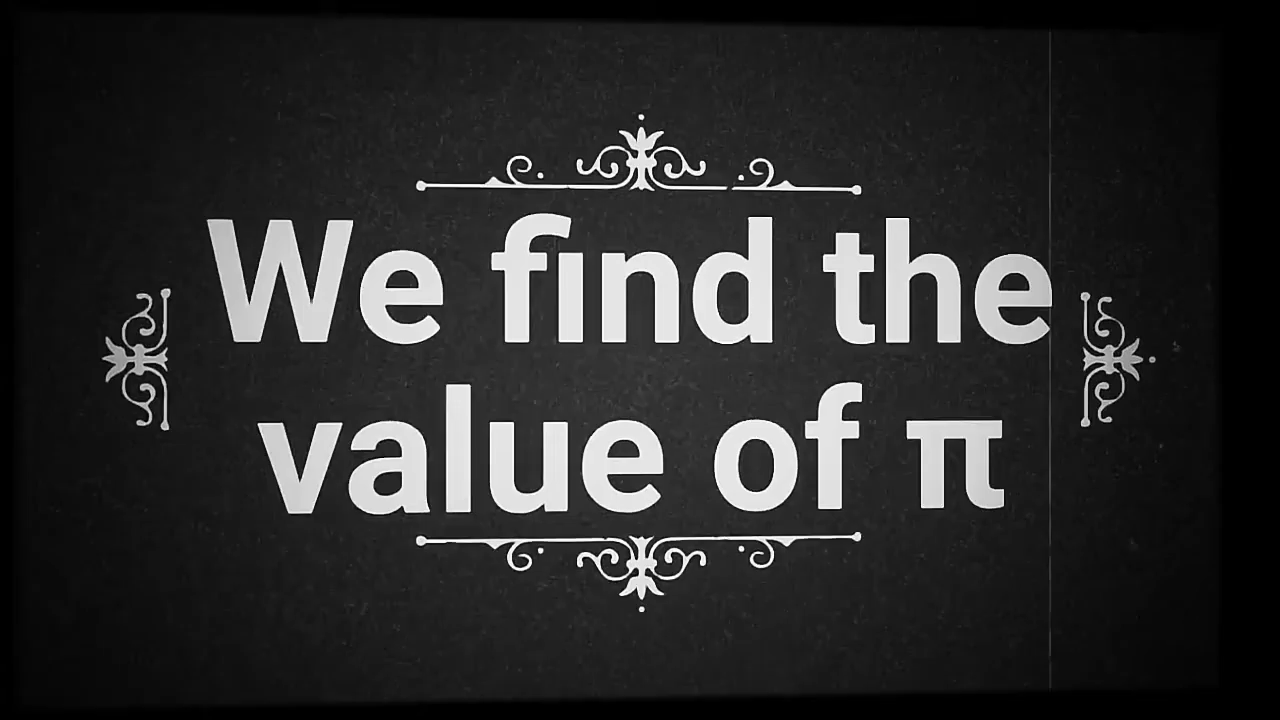 We find the
value of π